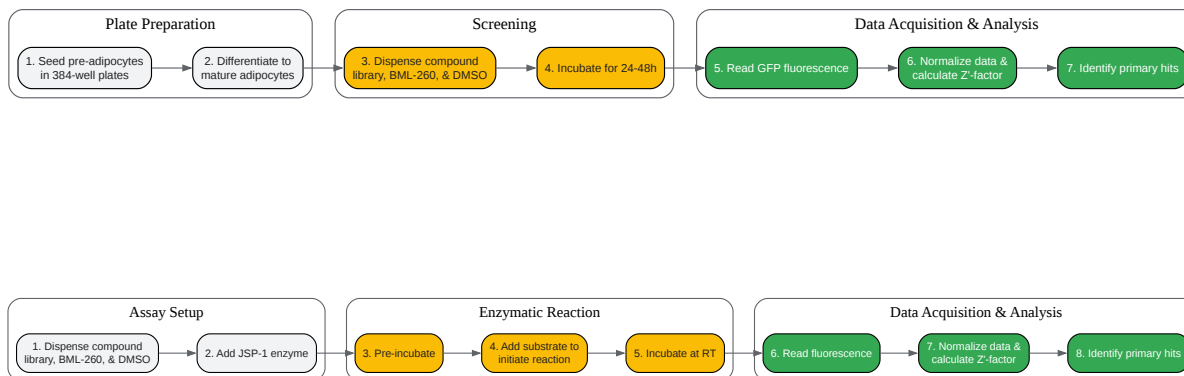 Plate Preparation
Screening
Data Acquisition & Analysis
1. Seed pre-adipocytes
in 384-well plates
2. Differentiate to
mature adipocytes
3. Dispense compound
library, BML-260, & DMSO
4. Incubate for 24-48h
5. Read GFP fluorescence
6. Normalize data &
calculate Z'-factor
7. Identify primary hits
Assay Setup
Enzymatic Reaction
Data Acquisition & Analysis
1. Dispense compound
library, BML-260, & DMSO
2. Add JSP-1 enzyme
3. Pre-incubate
4. Add substrate to
initiate reaction
5. Incubate at RT
6. Read fluorescence
7. Normalize data &
calculate Z'-factor
8. Identify primary hits